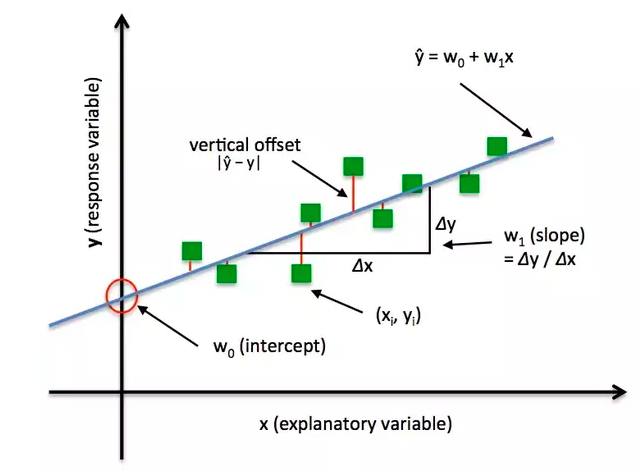 ŷ = w₀ + w₁x
vertical offset
|ŷ − y|
y (response variable)
Δy
Δx
w₁ (slope)
= Δy / Δx
(xᵢ, yᵢ)
w₀ (intercept)
x (explanatory variable)